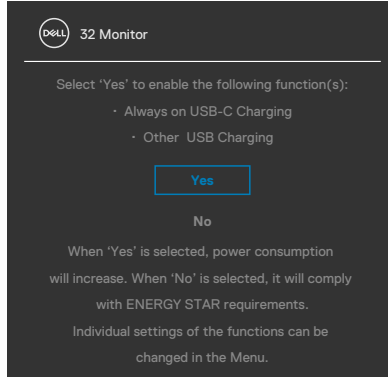 DELL 32 Monitor
Select ‘Yes’ to enable the following function(s):
· Always on USB-C Charging
· Other USB Charging
Yes
No
When ‘Yes’ is selected, power consumption
will increase. When ‘No’ is selected, it will comply
with ENERGY STAR requirements.
Individual settings of the functions can be
changed in the Menu.